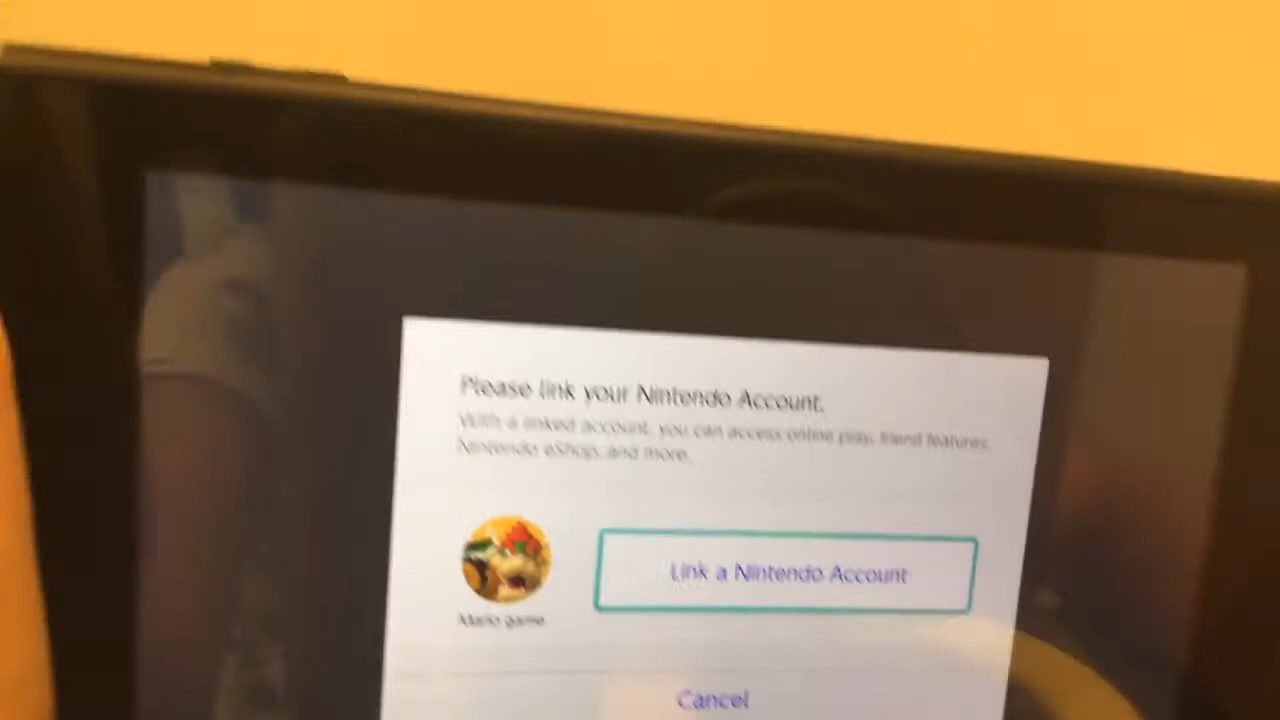 Please link your Nintendo Account.
With a linked account, you can access online play, friend features,
Nintendo eShop, and more.
Link a Nintendo Account
Mario game
Cancel